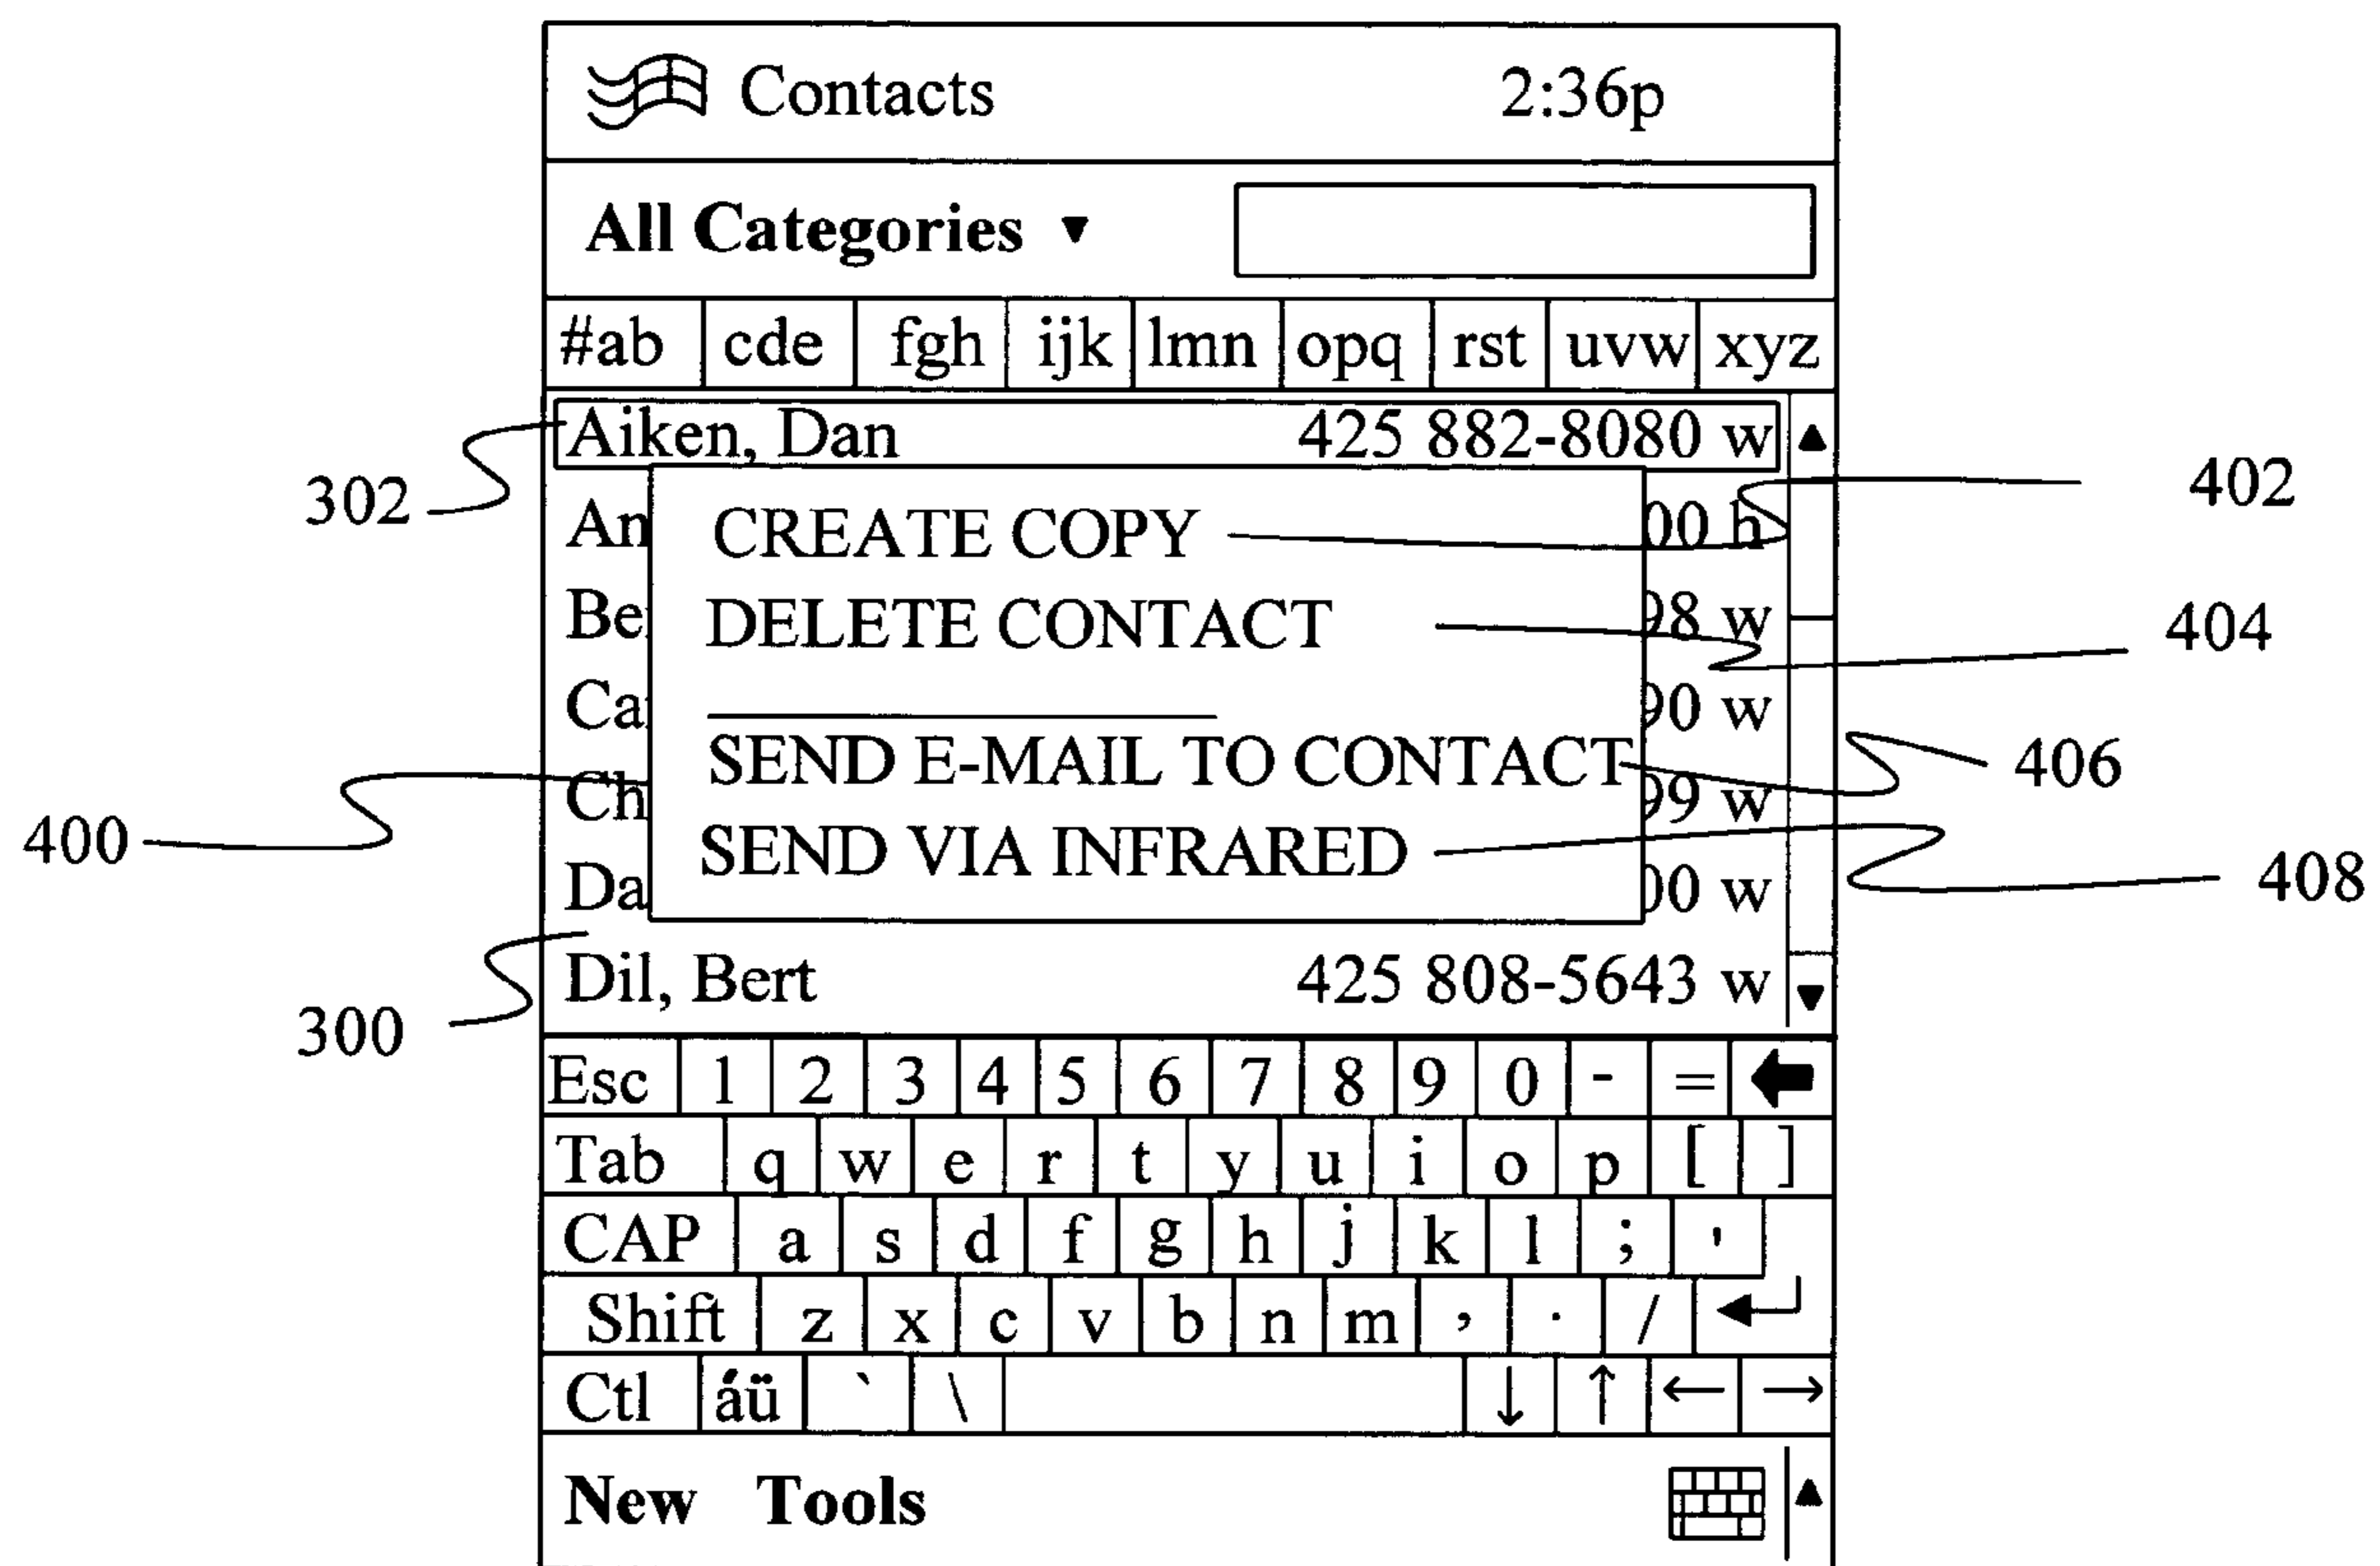 Contacts 2:36p
All Categories ▼
#ab cde fgh ijk lmn opq rst uvw xyz
Aiken, Dan 425 882-8080 w
302
402
An 00 h
CREATE COPY
Be 98 w
DELETE CONTACT
404
Ca 90 w
SEND E-MAIL TO CONTACT
406
Ch 99 w
400
SEND VIA INFRARED
Da 00 w
408
Dil, Bert 425 808-5643 w
300
Esc 1 2 3 4 5 6 7 8 9 0 - =
Tab q w e r t y u i o p [ ]
CAP a s d f g h j k l ; '
Shift z x c v b n m , . /
Ctl áü ` \ ↓ ↑ ← →
New Tools